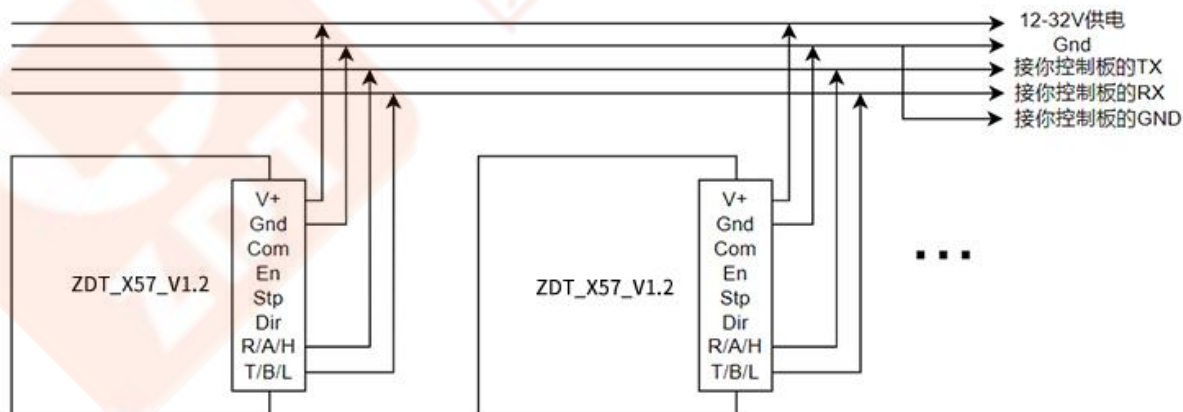 12-32V供电
Gnd
接你控制板的TX
接你控制板的RX
接你控制板的GND
ZDT_X57_V1.2
V+
Gnd
Com
En
Stp
Dir
R/A/H
T/B/L
ZDT_X57_V1.2
V+
Gnd
Com
En
Stp
Dir
R/A/H
T/B/L
ZDT